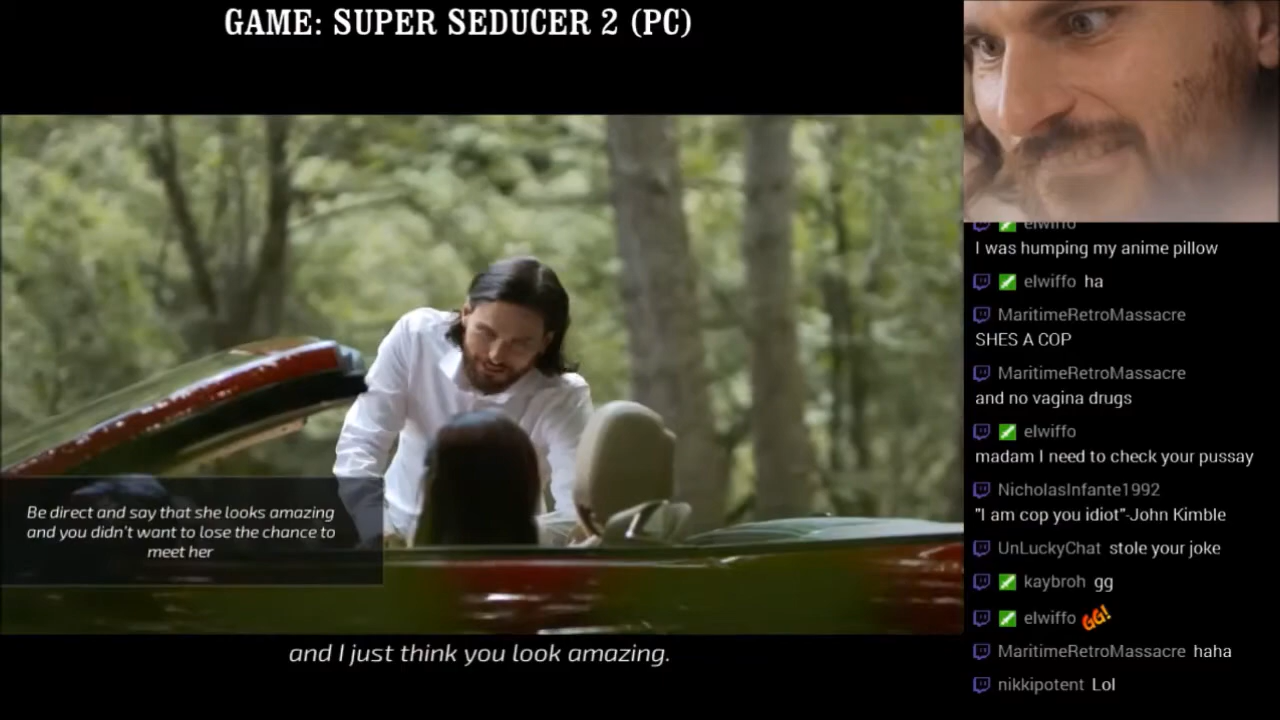 GAME: SUPER SEDUCER 2 (PC)
Be direct and say that she looks amazing
and you didn't want to lose the chance to
meet her
and I just think you look amazing.
elwiffo
I was humping my anime pillow
elwiffo ha
MaritimeRetroMassacre
SHES A COP
MaritimeRetroMassacre
and no vagina drugs
elwiffo
madam I need to check your pussay
NicholasInfante1992
"I am cop you idiot"-John Kimble
UnLuckyChat stole your joke
kaybroh gg
elwiffo GG!
MaritimeRetroMassacre haha
nikkipotent Lol